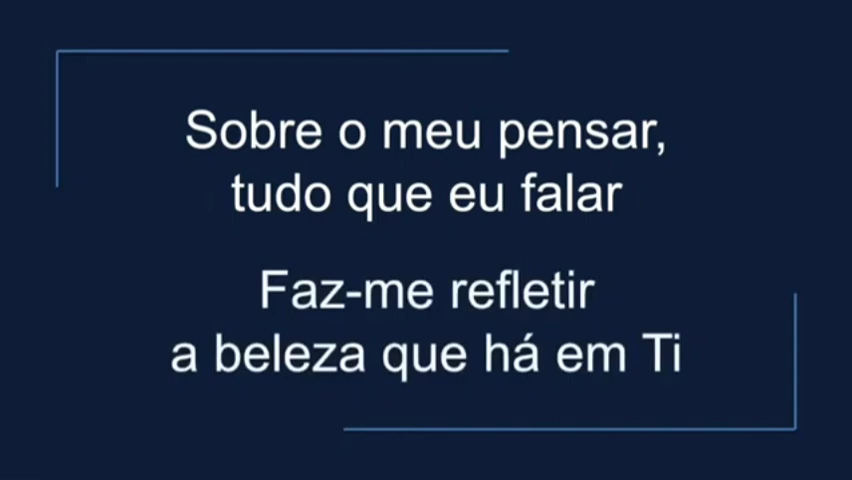 Sobre o meu pensar,
tudo que eu falar
Faz-me refletir
a beleza que há em Ti